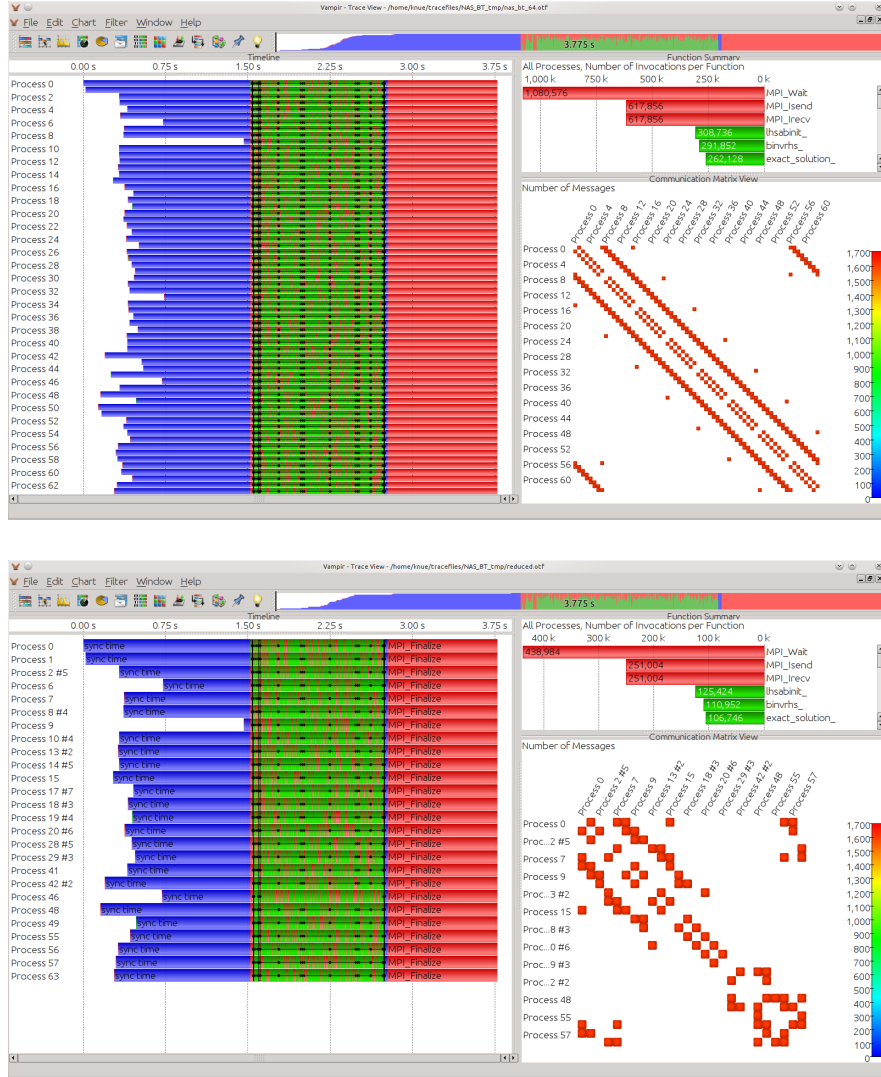 Vampir - Trace View - /home/knue/tracefiles/NAS_BT_tmp/nas_bt_64.otf
File Edit Chart Filter Window Help
3.775 s
Timeline
0.00 s 0.75 s 1.50 s 2.25 s 3.00 s 3.75 s
Process 0
Process 2
Process 4
Process 6
Process 8
Process 10
Process 12
Process 14
Process 16
Process 18
Process 20
Process 22
Process 24
Process 26
Process 28
Process 30
Process 32
Process 34
Process 36
Process 38
Process 40
Process 42
Process 44
Process 46
Process 48
Process 50
Process 52
Process 54
Process 56
Process 58
Process 60
Process 62
Function Summary
All Processes, Number of Invocations per Function
1,000 k 750 k 500 k 250 k 0 k
1,080,576 MPI_Wait
617,856 MPI_Isend
617,856 MPI_Irecv
308,736 lhsabinit_
291,852 binvrhs_
262,128 exact_solution_
Communication Matrix View
Number of Messages
Process 0
Process 4
Process 8
Process 12
Process 16
Process 20
Process 24
Process 28
Process 32
Process 36
Process 40
Process 44
Process 48
Process 52
Process 56
Process 60
Process 0
Process 4
Process 8
Process 12
Process 16
Process 20
Process 24
Process 28
Process 32
Process 36
Process 40
Process 44
Process 48
Process 52
Process 56
Process 60
1,700
1,600
1,500
1,400
1,300
1,200
1,100
1,000
900
800
700
600
500
400
300
200
100
0
Vampir - Trace View - /home/knue/tracefiles/NAS_BT_tmp/reduced.otf
File Edit Chart Filter Window Help
3.775 s
Timeline
0.00 s 0.75 s 1.50 s 2.25 s 3.00 s 3.75 s
Process 0 sync time MPI_Finalize
Process 1 sync time MPI_Finalize
Process 2 #5 sync time MPI_Finalize
Process 6 sync time MPI_Finalize
Process 7 sync time MPI_Finalize
Process 8 #4 sync time MPI_Finalize
Process 9 MPI_Finalize
Process 10 #4 sync time MPI_Finalize
Process 13 #2 sync time MPI_Finalize
Process 14 #5 sync time MPI_Finalize
Process 15 sync time MPI_Finalize
Process 17 #7 sync time MPI_Finalize
Process 18 #3 sync time MPI_Finalize
Process 19 #4 sync time MPI_Finalize
Process 20 #6 sync time MPI_Finalize
Process 28 #5 sync time MPI_Finalize
Process 29 #3 sync time MPI_Finalize
Process 41 sync time MPI_Finalize
Process 42 #2 sync time MPI_Finalize
Process 46 sync time MPI_Finalize
Process 48 sync time MPI_Finalize
Process 49 sync time MPI_Finalize
Process 55 sync time MPI_Finalize
Process 56 sync time MPI_Finalize
Process 57 sync time MPI_Finalize
Process 63 sync time MPI_Finalize
Function Summary
All Processes, Number of Invocations per Function
400 k 300 k 200 k 100 k 0 k
438,984 MPI_Wait
251,004 MPI_Isend
251,004 MPI_Irecv
125,424 lhsabinit_
110,952 binvrhs_
106,746 exact_solution_
Communication Matrix View
Number of Messages
Process 0
Process 2 #5
Process 7
Process 9
Process 13 #2
Process 15
Process 18 #3
Process 20 #6
Process 29 #3
Process 42 #2
Process 48
Process 55
Process 57
Process 0
Proc...2 #5
Process 7
Process 9
Proc...3 #2
Process 15
Proc...8 #3
Proc...0 #6
Proc...9 #3
Proc...2 #2
Process 48
Process 55
Process 57
1,700
1,600
1,500
1,400
1,300
1,200
1,100
1,000
900
800
700
600
500
400
300
200
100
0